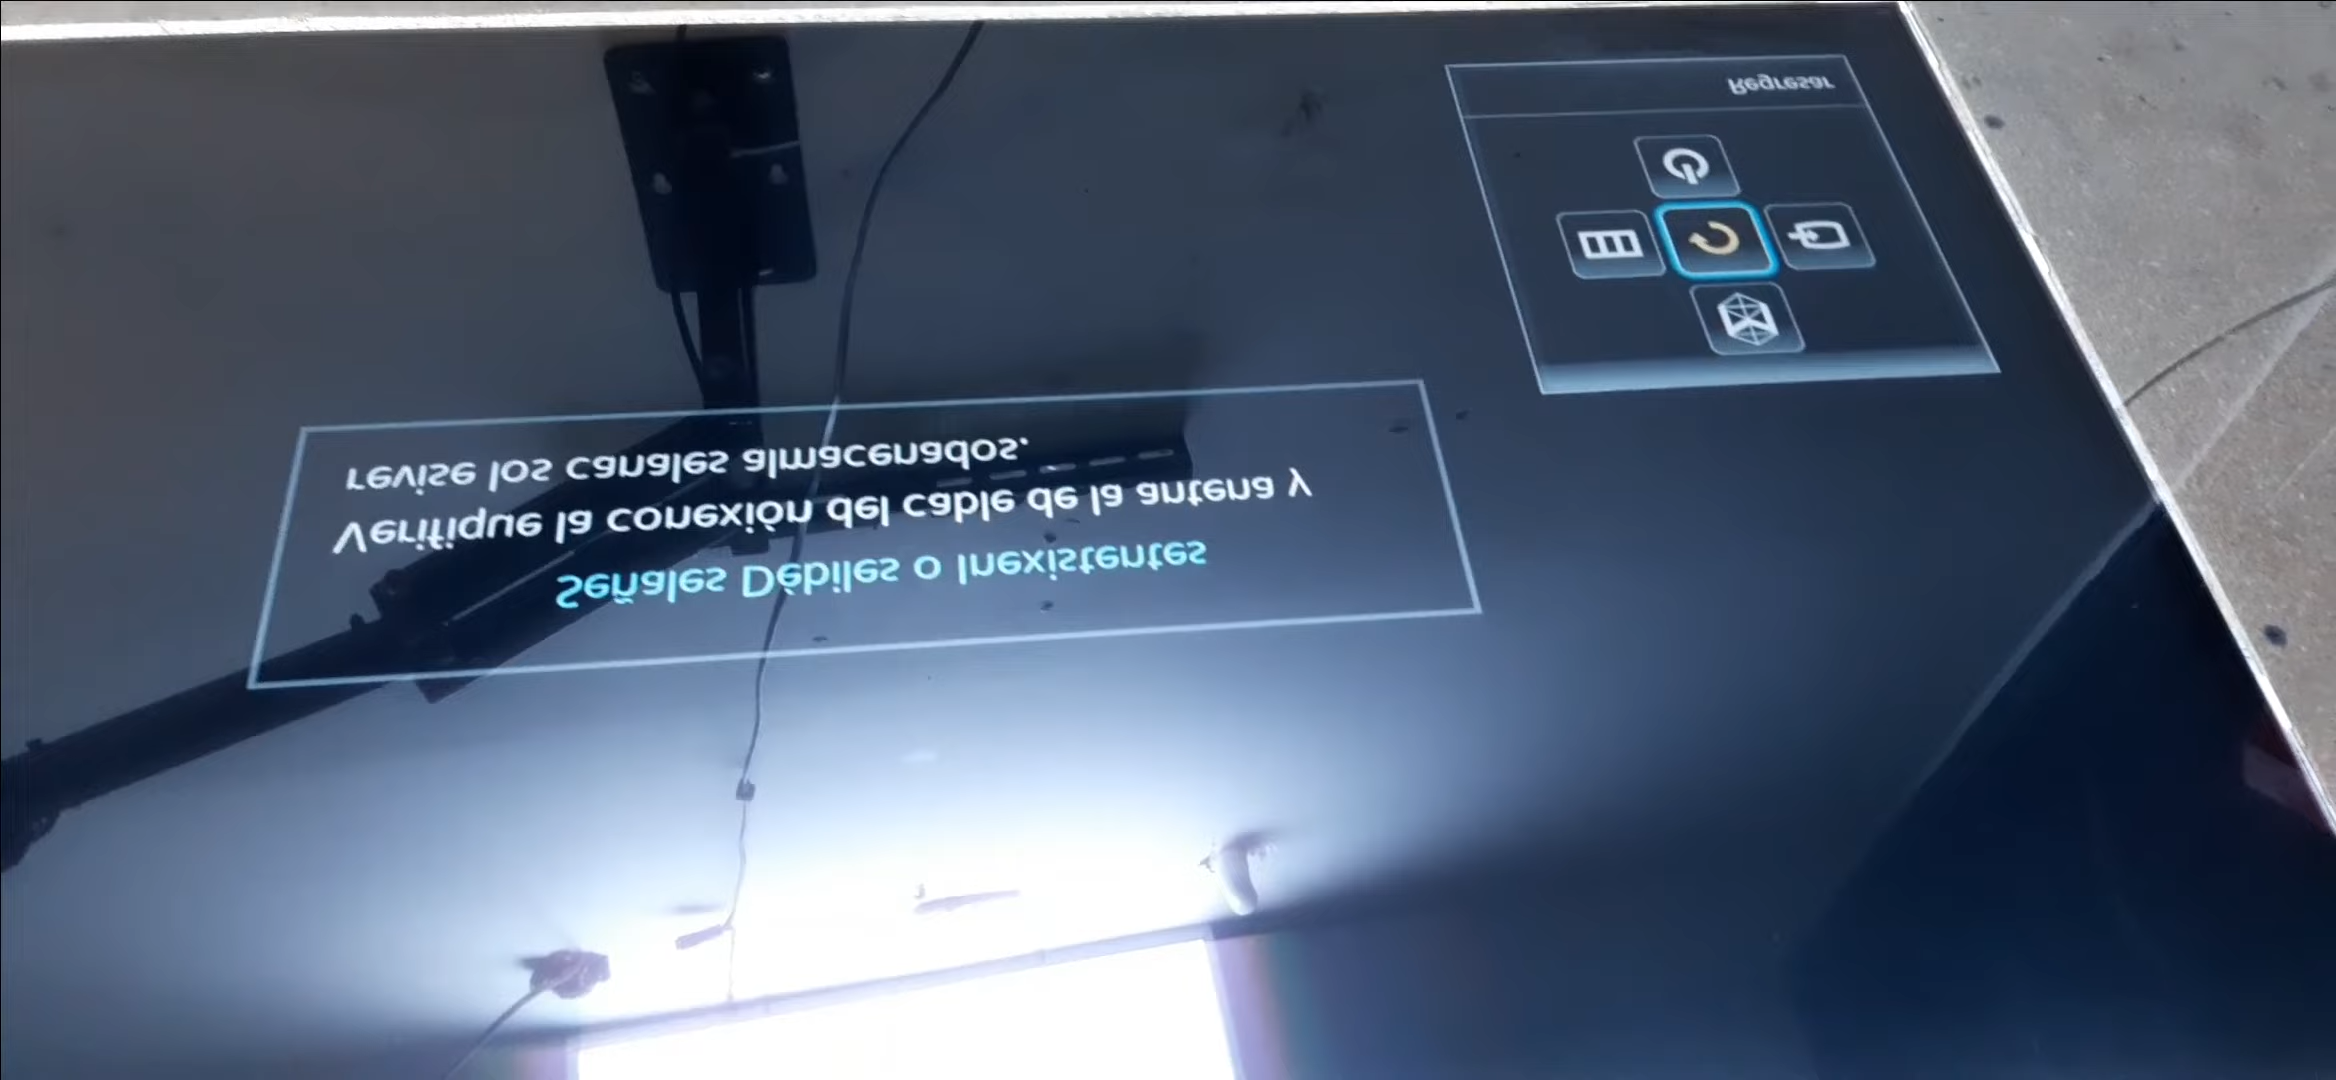 Señales Débiles o Inexistentes
Verifique la conexión del cable de la antena y
revise los canales almacenados.
Regresar